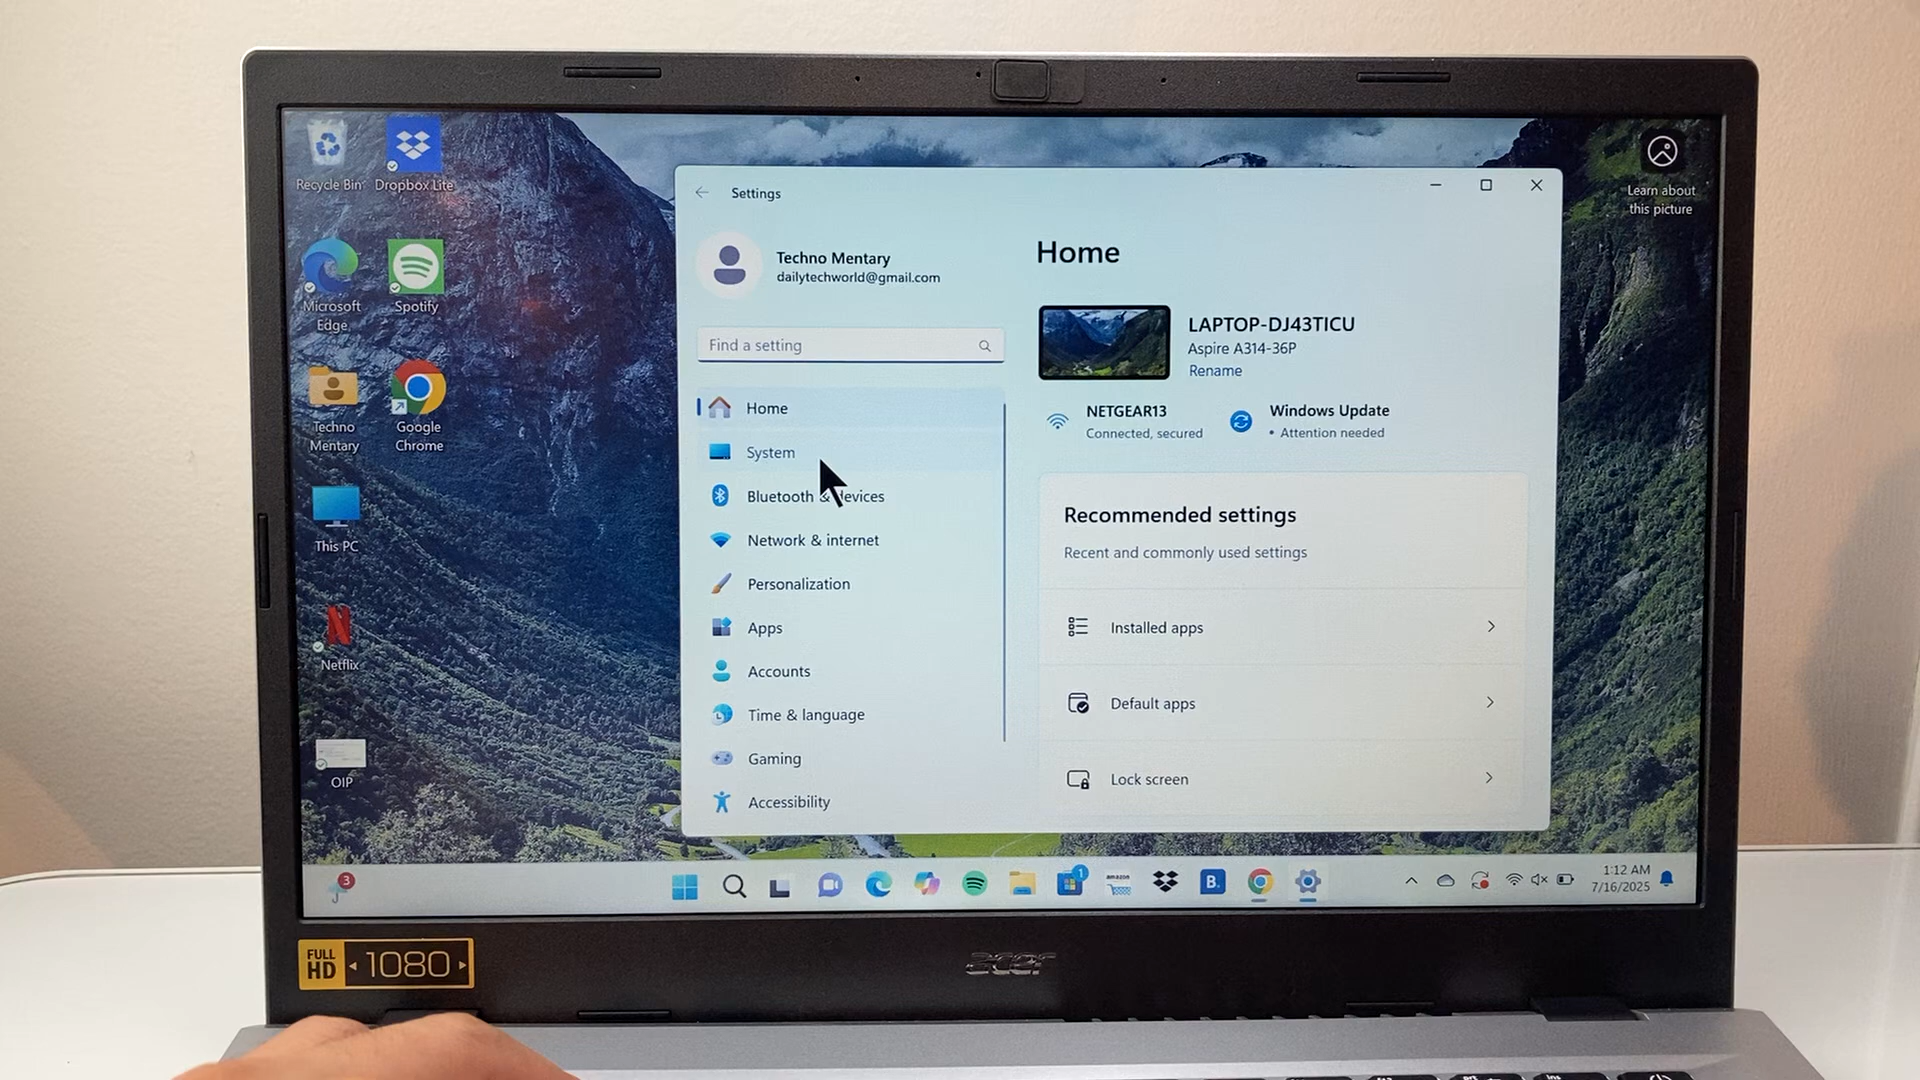 Recycle Bin
Dropbox Lite
Microsoft
Edge
Spotify
Techno
Mentary
Google
Chrome
This PC
Netflix
OIP
Learn about
this picture
Settings
Techno Mentary
dailytechworld@gmail.com
Find a setting
Home
System
Bluetooth & devices
Network & internet
Personalization
Apps
Accounts
Time & language
Gaming
Accessibility
Home
LAPTOP-DJ43TICU
Aspire A314-36P
Rename
NETGEAR13
Connected, secured
Windows Update
• Attention needed
Recommended settings
Recent and commonly used settings
Installed apps
Default apps
Lock screen
3
1
amazon
B.
1:12 AM
7/16/2025
FULL
HD
1080
acer